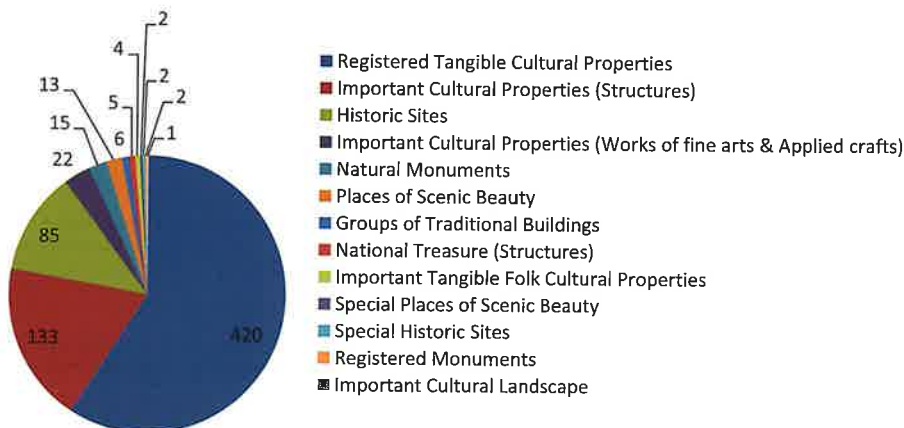 2
4
2
13
5
2
15
6
1
22
85
133
420
Registered Tangible Cultural Properties
Important Cultural Properties (Structures)
Historic Sites
Important Cultural Properties (Works of fine arts & Applied crafts)
Natural Monuments
Places of Scenic Beauty
Groups of Traditional Buildings
National Treasure (Structures)
Important Tangible Folk Cultural Properties
Special Places of Scenic Beauty
Special Historic Sites
Registered Monuments
Important Cultural Landscape